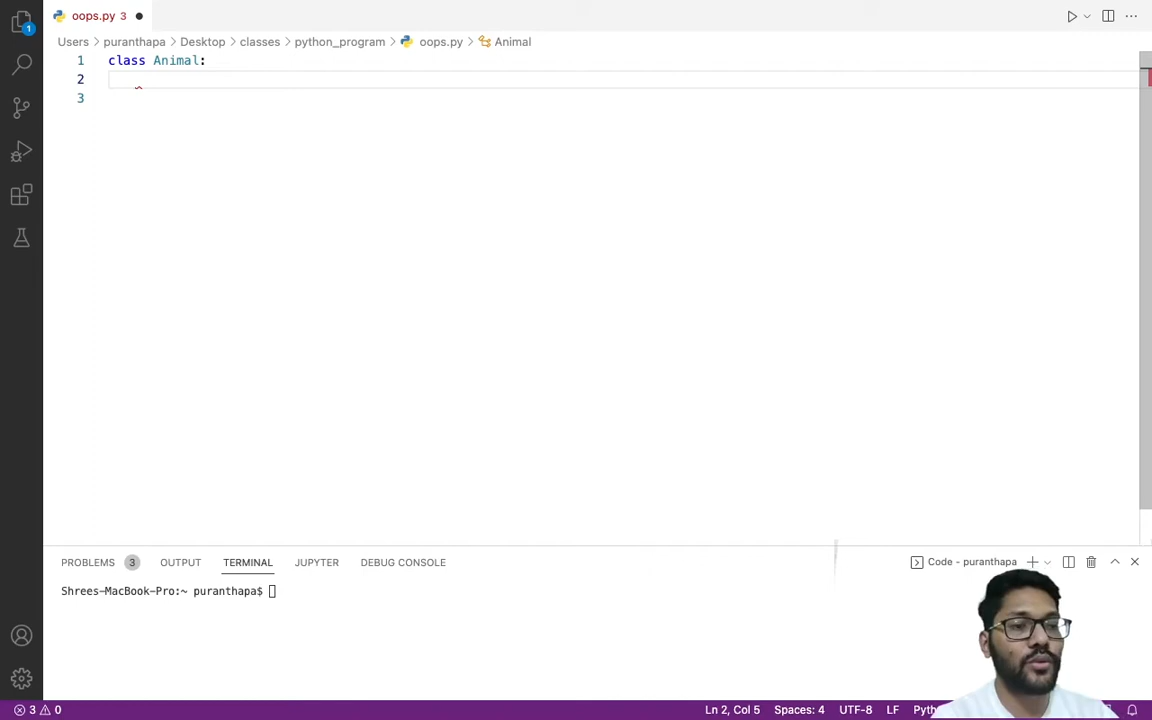 oops.py 3
1
Users > puranthapa > Desktop > classes > python_program > oops.py > Animal
1 class Animal:
2
3
PROBLEMS 3 OUTPUT TERMINAL JUPYTER DEBUG CONSOLE
Code - puranthapa
Shrees-MacBook-Pro:~ puranthapa$
3 0 Ln 2, Col 5 Spaces: 4 UTF-8 LF